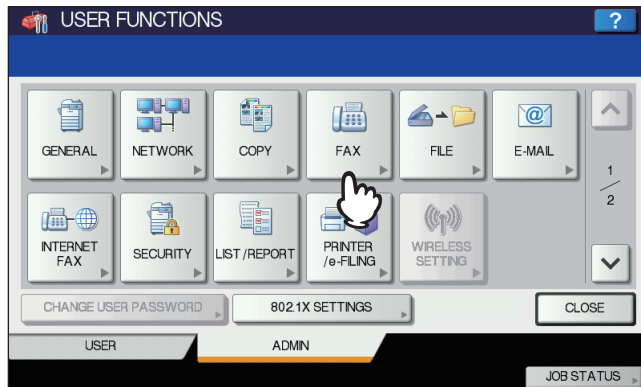 USER FUNCTIONS
?
GENERAL
NETWORK
COPY
FAX
FILE
E-MAIL
1
2
INTERNET
FAX
SECURITY
LIST/REPORT
PRINTER
/e-FILING
WIRELESS
SETTING
CHANGE USER PASSWORD
802.1X SETTINGS
CLOSE
USER
ADMIN
JOB STATUS